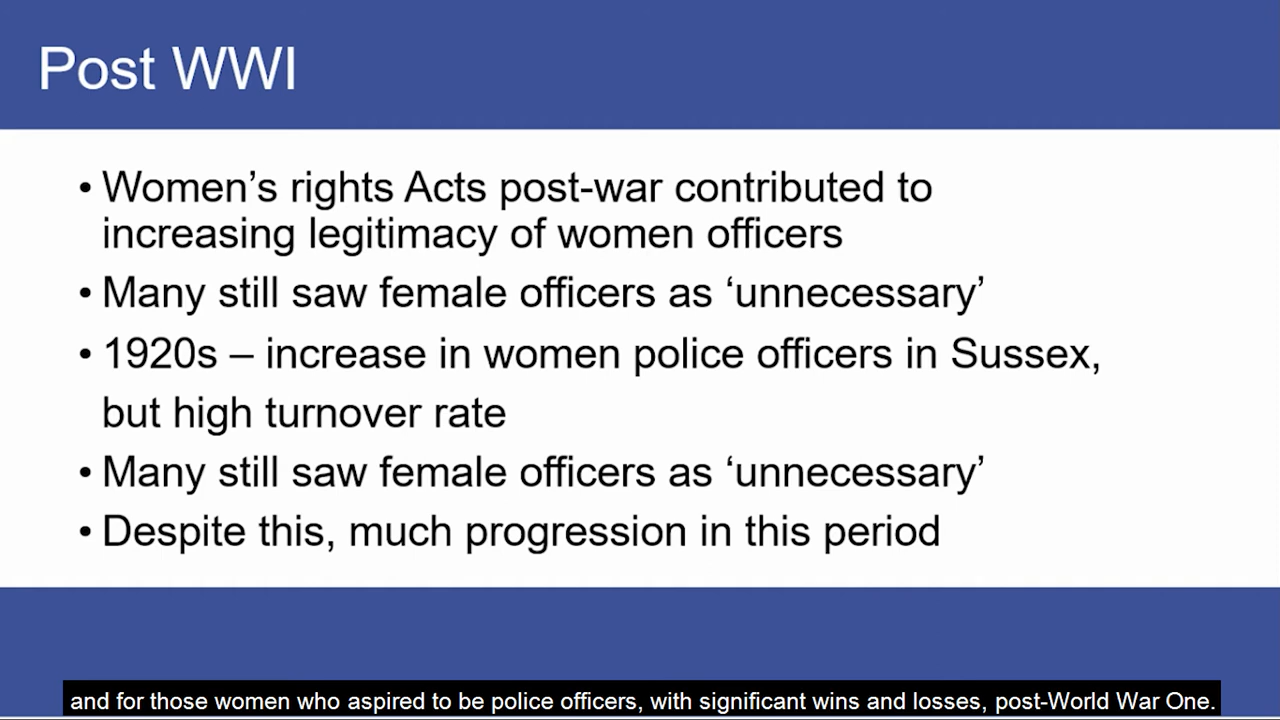 Post WWI
• Women’s rights Acts post-war contributed to
increasing legitimacy of women officers
• Many still saw female officers as ‘unnecessary’
• 1920s – increase in women police officers in Sussex,
but high turnover rate
• Many still saw female officers as ‘unnecessary’
• Despite this, much progression in this period
and for those women who aspired to be police officers, with significant wins and losses, post-World War One.